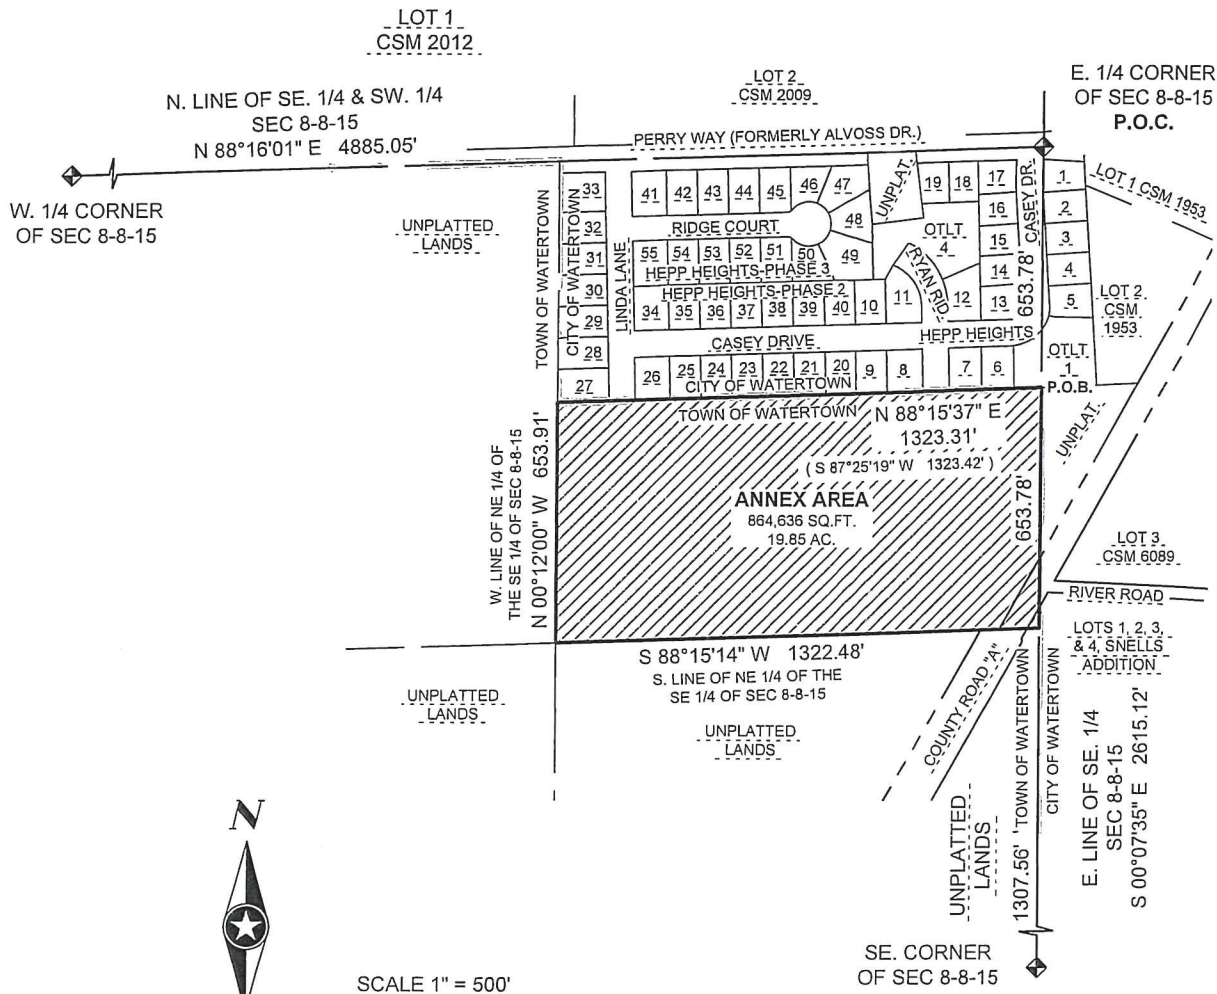 LOT 1
CSM 2012
N. LINE OF SE. 1/4 & SW. 1/4
SEC 8-8-15
N 88°16'01" E 4885.05'
LOT 2
CSM 2009
E. 1/4 CORNER
OF SEC 8-8-15
P.O.C.
PERRY WAY (FORMERLY ALVOSS DR.)
W. 1/4 CORNER
OF SEC 8-8-15
UNPLATTED
LANDS
TOWN OF WATERTOWN
CITY OF WATERTOWN
33
32
31
30
29
28
27
LINDA LANE
41 42 43 44 45 46 47
48
49
RIDGE COURT
55 54 53 52 51 50
HEPP HEIGHTS-PHASE 3
HEPP HEIGHTS-PHASE 2
34 35 36 37 38 39 40 10 11
UNPLAT.
19 18 17
16
15
14
13
12
OTLT
4
RYAN RID.
CASEY DR.
653.78'
1
2
3
4
5
LOT 1 CSM 1953
LOT 2
CSM
1953
CASEY DRIVE
HEPP HEIGHTS
26 25 24 23 22 21 20 9 8 7 6
CITY OF WATERTOWN
OTLT
1
P.O.B.
UNPLAT.
TOWN OF WATERTOWN
N 88°15'37" E
1323.31'
( S 87°25'19" W 1323.42' )
W. LINE OF NE 1/4 OF
THE SE 1/4 OF SEC 8-8-15
N 00°12'00" W 653.91'
ANNEX AREA
864,636 SQ.FT.
19.85 AC.
653.78'
LOT 3
CSM 6089
RIVER ROAD
LOTS 1, 2, 3,
& 4, SNELLS
ADDITION
S 88°15'14" W 1322.48'
S. LINE OF NE 1/4 OF THE
SE 1/4 OF SEC 8-8-15
UNPLATTED
LANDS
UNPLATTED
LANDS
COUNTY ROAD "A"
UNPLATTED
LANDS
1307.56' TOWN OF WATERTOWN
CITY OF WATERTOWN
E. LINE OF SE. 1/4
SEC 8-8-15
S 00°07'35" E 2615.12'
N
SCALE 1" = 500'
SE. CORNER
OF SEC 8-8-15